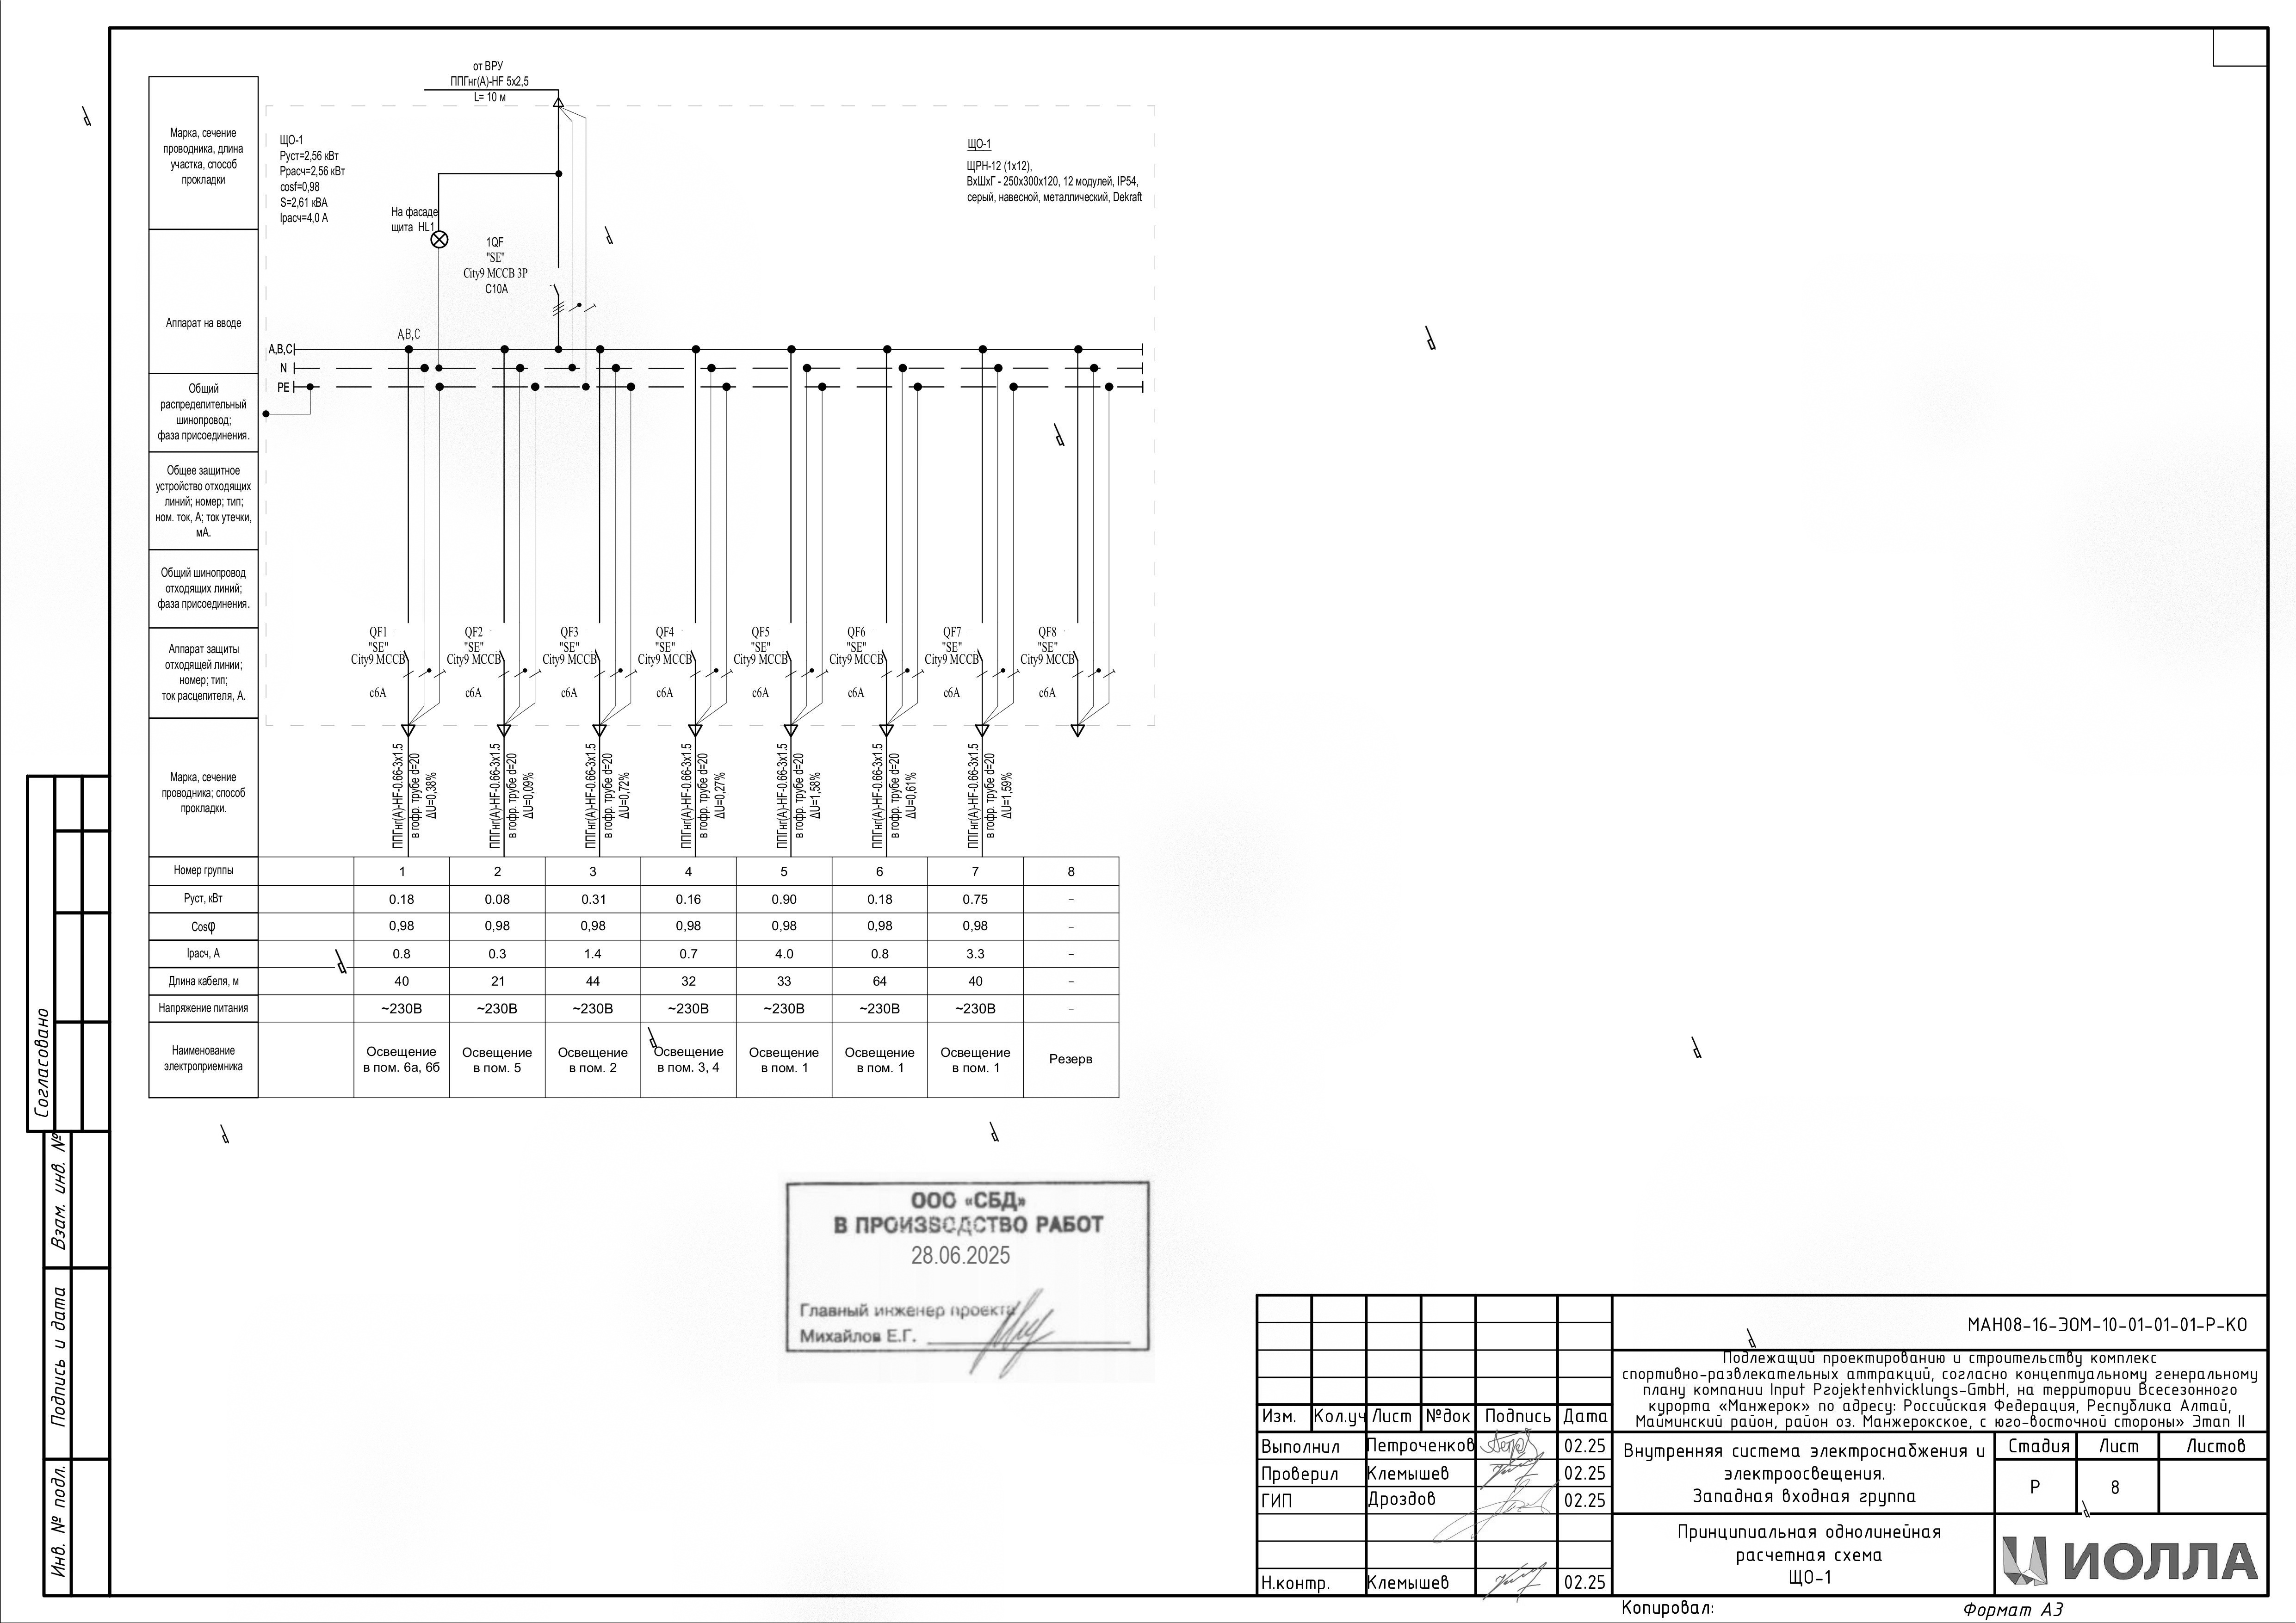 от ВРУ
ППГнг(А)-HF 5х2,5
L= 10 м
ЩО-1
Руст=2,56 кВт
Ррасч=2,56 кВт
cosf=0,98
S=2,61 кВА
Iрасч=4,0 А
ЩО-1
ЩРН-12 (1х12),
ВхШхГ - 250х300х120, 12 модулей, IP54,
серый, навесной, металлический, Dekraft
На фасаде
щита HL1
1QF
"SE"
City9 MCCB 3P
C10A
Марка, сечение
проводника, длина
участка, способ
прокладки
Аппарат на вводе
Общий
распределительный
шинопровод;
фаза присоединения.
Общее защитное
устройство отходящих
линий; номер; тип;
ном. ток, А; ток утечки,
мА.
Общий шинопровод
отходящих линий;
фаза присоединения.
Аппарат защиты
отходящей линии;
номер; тип;
ток расцепителя, А.
Марка, сечение
проводника; способ
прокладки.
A,B,C
A,B,C
N
PE
QF1 QF2 QF3 QF4 QF5 QF6 QF7 QF8
"SE" "SE" "SE" "SE" "SE" "SE" "SE" "SE"
City9 MCCB City9 MCCB City9 MCCB City9 MCCB City9 MCCB City9 MCCB City9 MCCB City9 MCCB
c6A c6A c6A c6A c6A c6A c6A c6A
ППГнг(А)-HF-0.66-3х1.5
в гофр. трубе d=20
ΔU=0,38%
ППГнг(А)-HF-0.66-3х1.5
в гофр. трубе d=20
ΔU=0,09%
ППГнг(А)-HF-0.66-3х1.5
в гофр. трубе d=20
ΔU=0,72%
ППГнг(А)-HF-0.66-3х1.5
в гофр. трубе d=20
ΔU=0,27%
ППГнг(А)-HF-0.66-3х1.5
в гофр. трубе d=20
ΔU=1,58%
ППГнг(А)-HF-0.66-3х1.5
в гофр. трубе d=20
ΔU=0,61%
ППГнг(А)-HF-0.66-3х1.5
в гофр. трубе d=20
ΔU=1,59%
Номер группы 1 2 3 4 5 6 7 8
Руст, кВт 0.18 0.08 0.31 0.16 0.90 0.18 0.75 –
Cosφ 0,98 0,98 0,98 0,98 0,98 0,98 0,98 –
Iрасч, А 0.8 0.3 1.4 0.7 4.0 0.8 3.3 –
Длина кабеля, м 40 21 44 32 33 64 40 –
Напряжение питания ~230В ~230В ~230В ~230В ~230В ~230В ~230В –
Наименование
электроприемника
Освещение
в пом. 6а, 6б
Освещение
в пом. 5
Освещение
в пом. 2
Освещение
в пом. 3, 4
Освещение
в пом. 1
Освещение
в пом. 1
Освещение
в пом. 1
Резерв
Согласовано
Взам. инв. №
Подпись и дата
Инв. № подл.
ООО «СБД»
В ПРОИЗВОДСТВО РАБОТ
28.06.2025
Главный инженер проекта
Михайлов Е.Г.
МАН08-16-ЭОМ-10-01-01-01-Р-КО
Подлежащий проектированию и строительству комплекс
спортивно-развлекательных аттракций, согласно концептуальному генеральному
плану компании Input Projektenhvicklungs-GmbH, на территории Всесезонного
курорта «Манжерок» по адресу: Российская Федерация, Республика Алтай,
Майминский район, район оз. Манжерокское, с юго-восточной стороны» Этап II
Изм. Кол.уч Лист №док Подпись Дата
Выполнил Петроченков 02.25
Проверил Клемышев 02.25
ГИП Дроздов 02.25
Н.контр. Клемышев 02.25
Внутренняя система электроснабжения и
электроосвещения.
Западная входная группа
Стадия Лист Листов
Р 8
Принципиальная однолинейная
расчетная схема
ЩО-1
ИОЛЛА
Копировал:
Формат А3